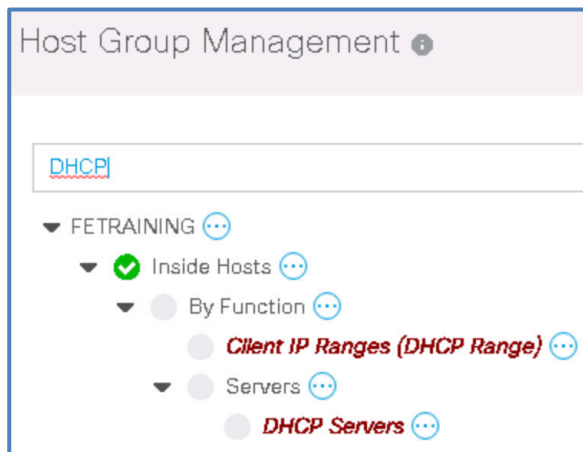 Host Group Management
DHCP
FETRAINING
Inside Hosts
By Function
Client IP Ranges (DHCP Range)
Servers
DHCP Servers